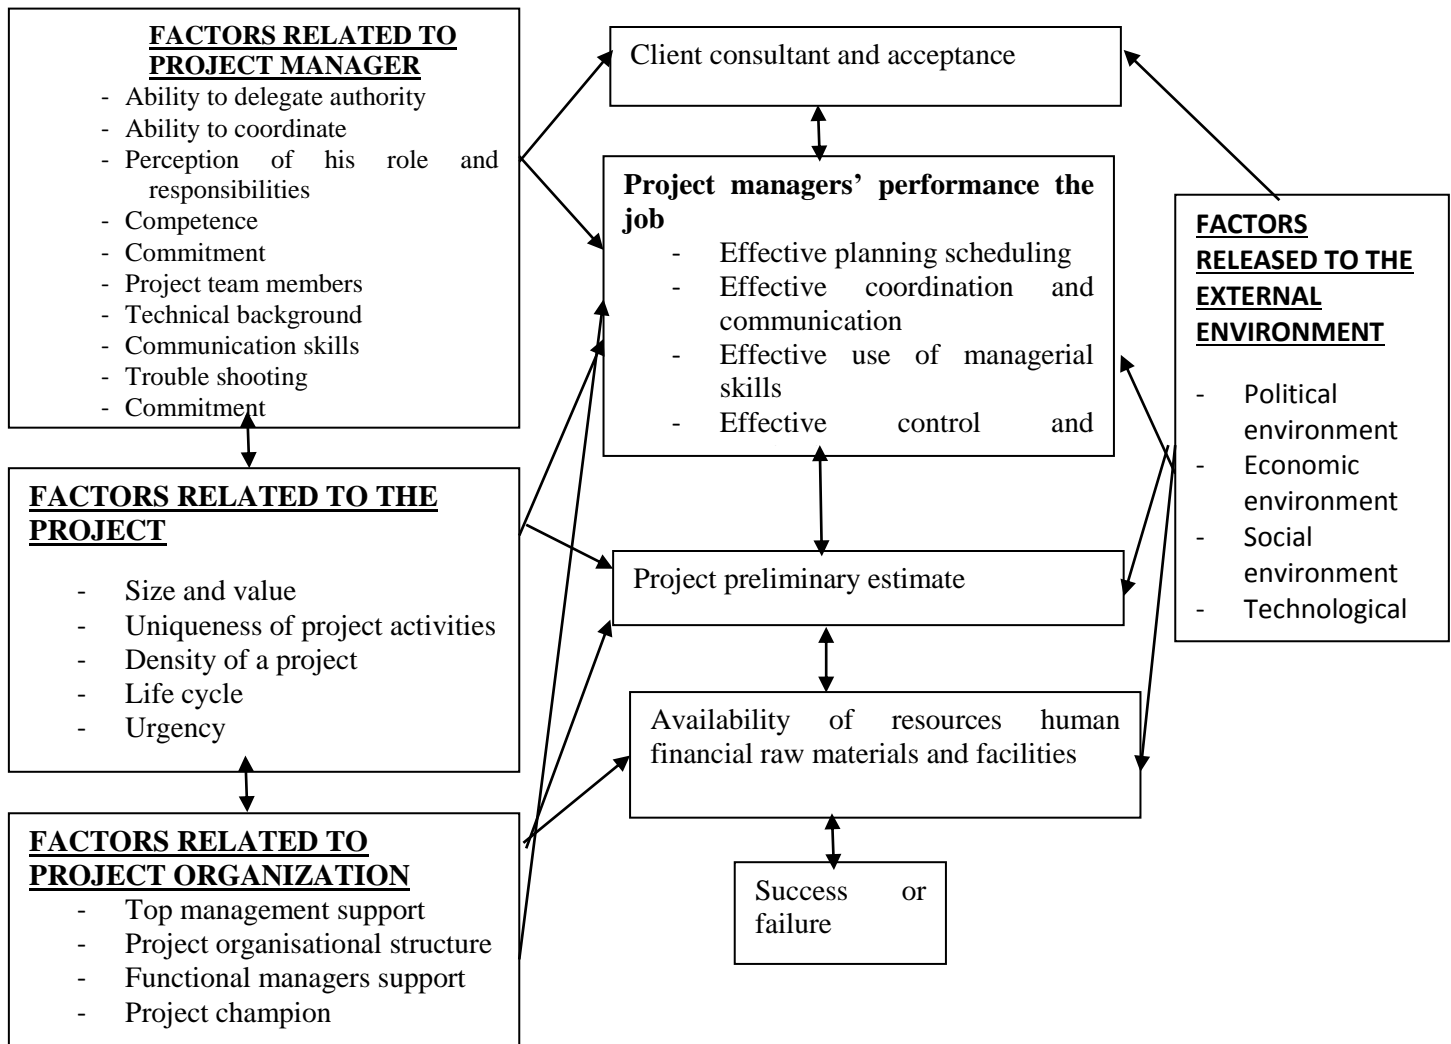 FACTORS RELATED TO
PROJECT MANAGER
- Ability to delegate authority
- Ability to coordinate
- Perception of his role and
responsibilities
- Competence
- Commitment
- Project team members
- Technical background
- Communication skills
- Trouble shooting
- Commitment
FACTORS RELATED TO THE
PROJECT
- Size and value
- Uniqueness of project activities
- Density of a project
- Life cycle
- Urgency
FACTORS RELATED TO
PROJECT ORGANIZATION
- Top management support
- Project organisational structure
- Functional managers support
- Project champion
Client consultant and acceptance
Project managers’ performance the
job
- Effective planning scheduling
- Effective coordination and
communication
- Effective use of managerial
skills
- Effective control and
Project preliminary estimate
Availability of resources human
financial raw materials and facilities
Success or
failure
FACTORS
RELEASED TO THE
EXTERNAL
ENVIRONMENT
- Political
environment
- Economic
environment
- Social
environment
- Technological